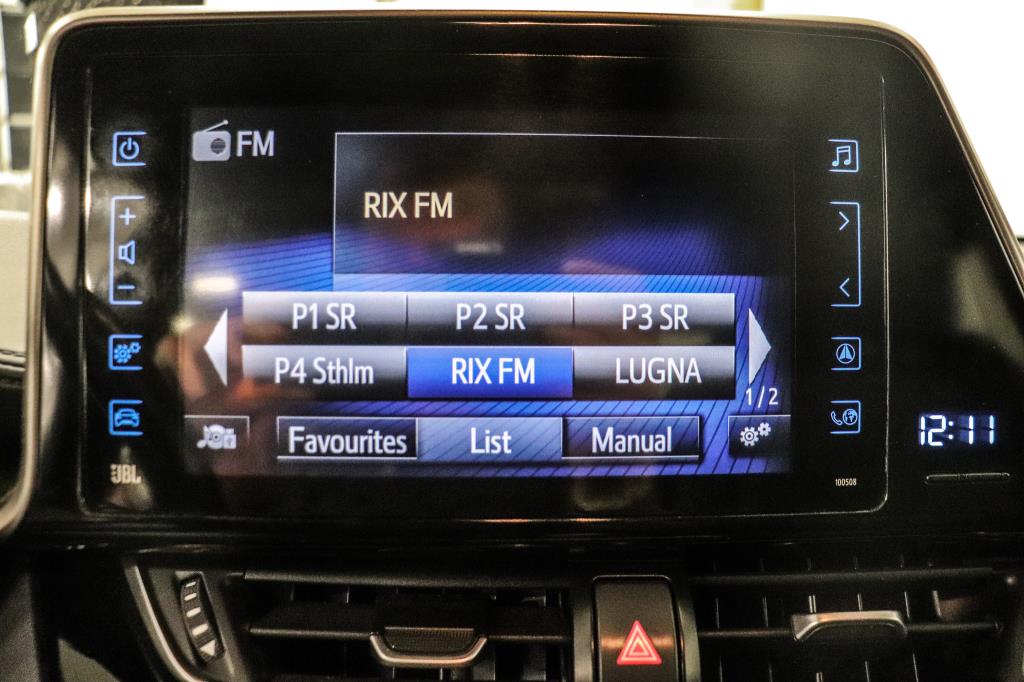 FM
RIX FM
P1 SR P2 SR P3 SR
P4 Sthlm RIX FM LUGNA
1/2
Favourites List Manual
JBL
100508
12:11